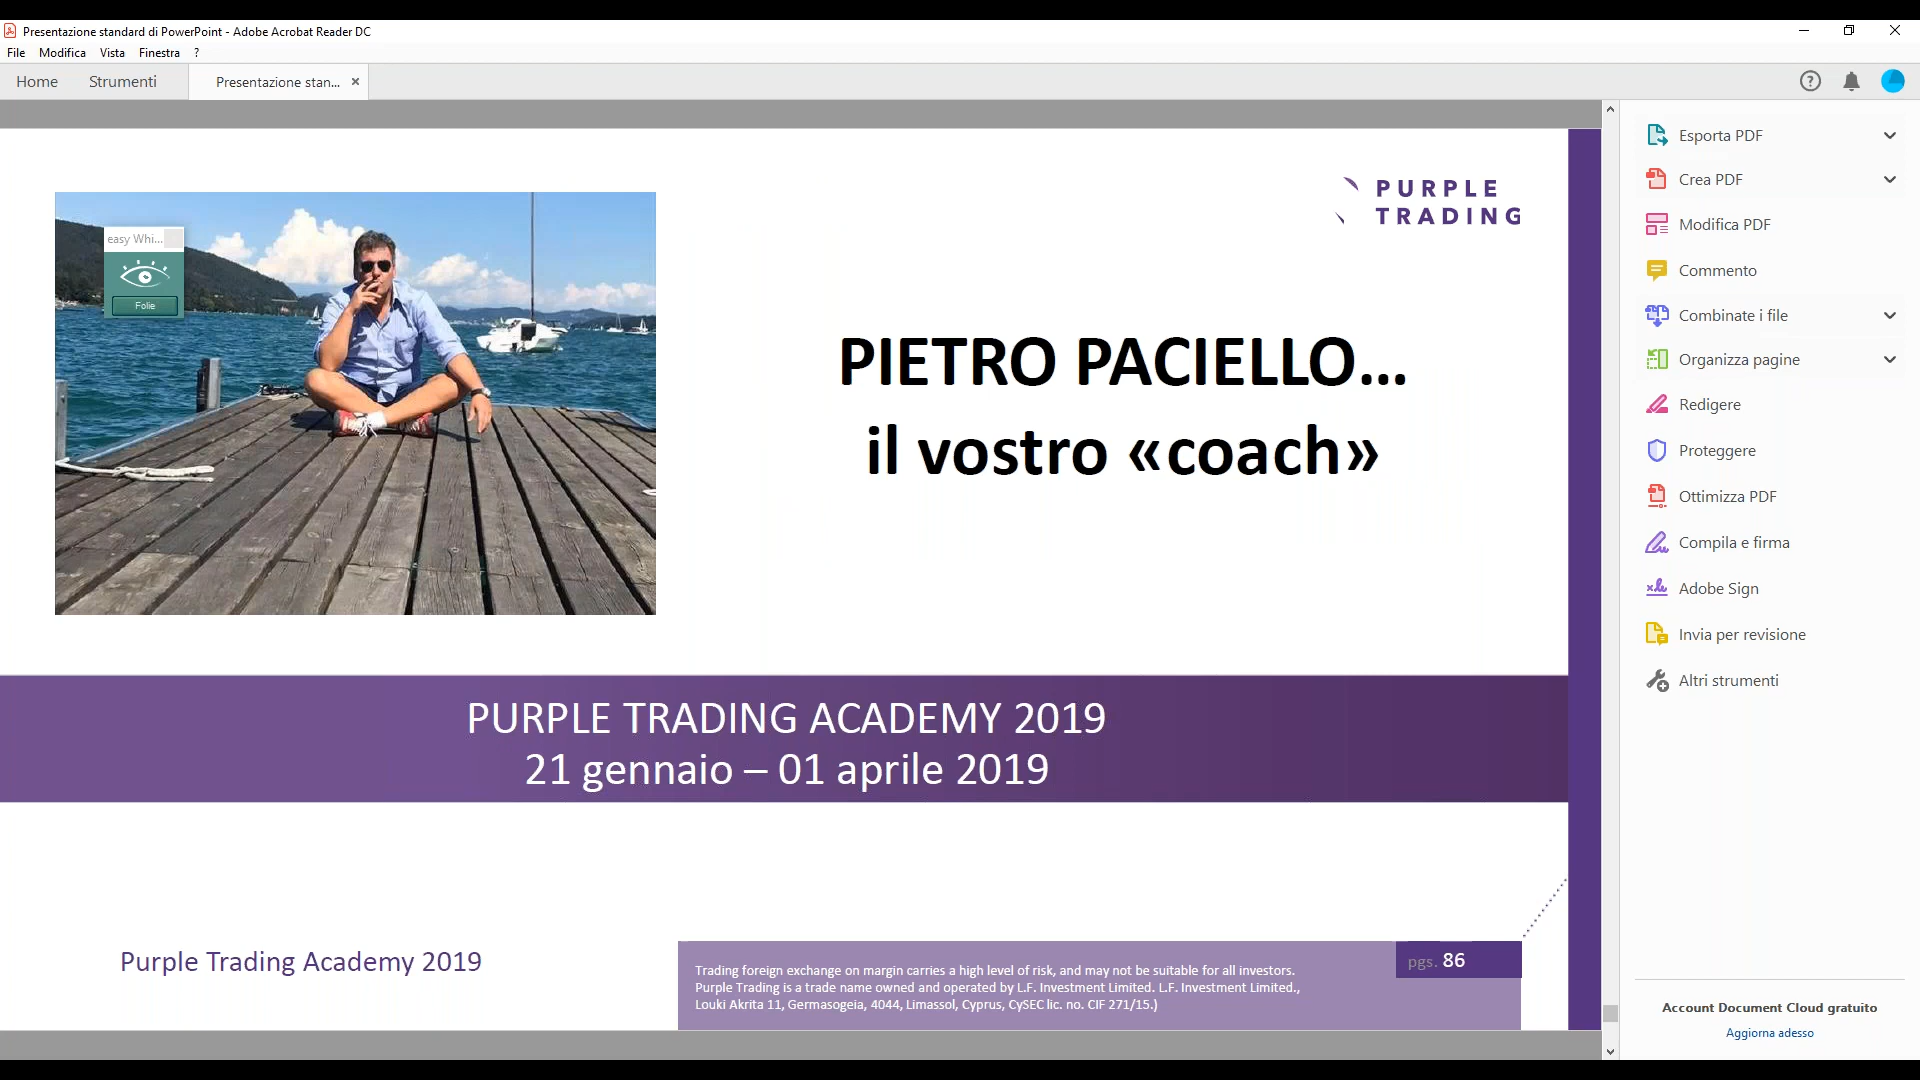 Presentazione standard di PowerPoint - Adobe Acrobat Reader DC
File Modifica Vista Finestra ?
Home Strumenti Presentazione stan... ×
PURPLE
TRADING
easy Whi...
Folie
PIETRO PACIELLO...
il vostro «coach»
PURPLE TRADING ACADEMY 2019
21 gennaio – 01 aprile 2019
Purple Trading Academy 2019
Trading foreign exchange on margin carries a high level of risk, and may not be suitable for all investors.
Purple Trading is a trade name owned and operated by L.F. Investment Limited. L.F. Investment Limited.,
Louki Akrita 11, Germasogeia, 4044, Limassol, Cyprus, CySEC lic. no. CIF 271/15.)
pgs. 86
Esporta PDF
Crea PDF
Modifica PDF
Commento
Combinate i file
Organizza pagine
Redigere
Proteggere
Ottimizza PDF
Compila e firma
Adobe Sign
Invia per revisione
Altri strumenti
Account Document Cloud gratuito
Aggiorna adesso